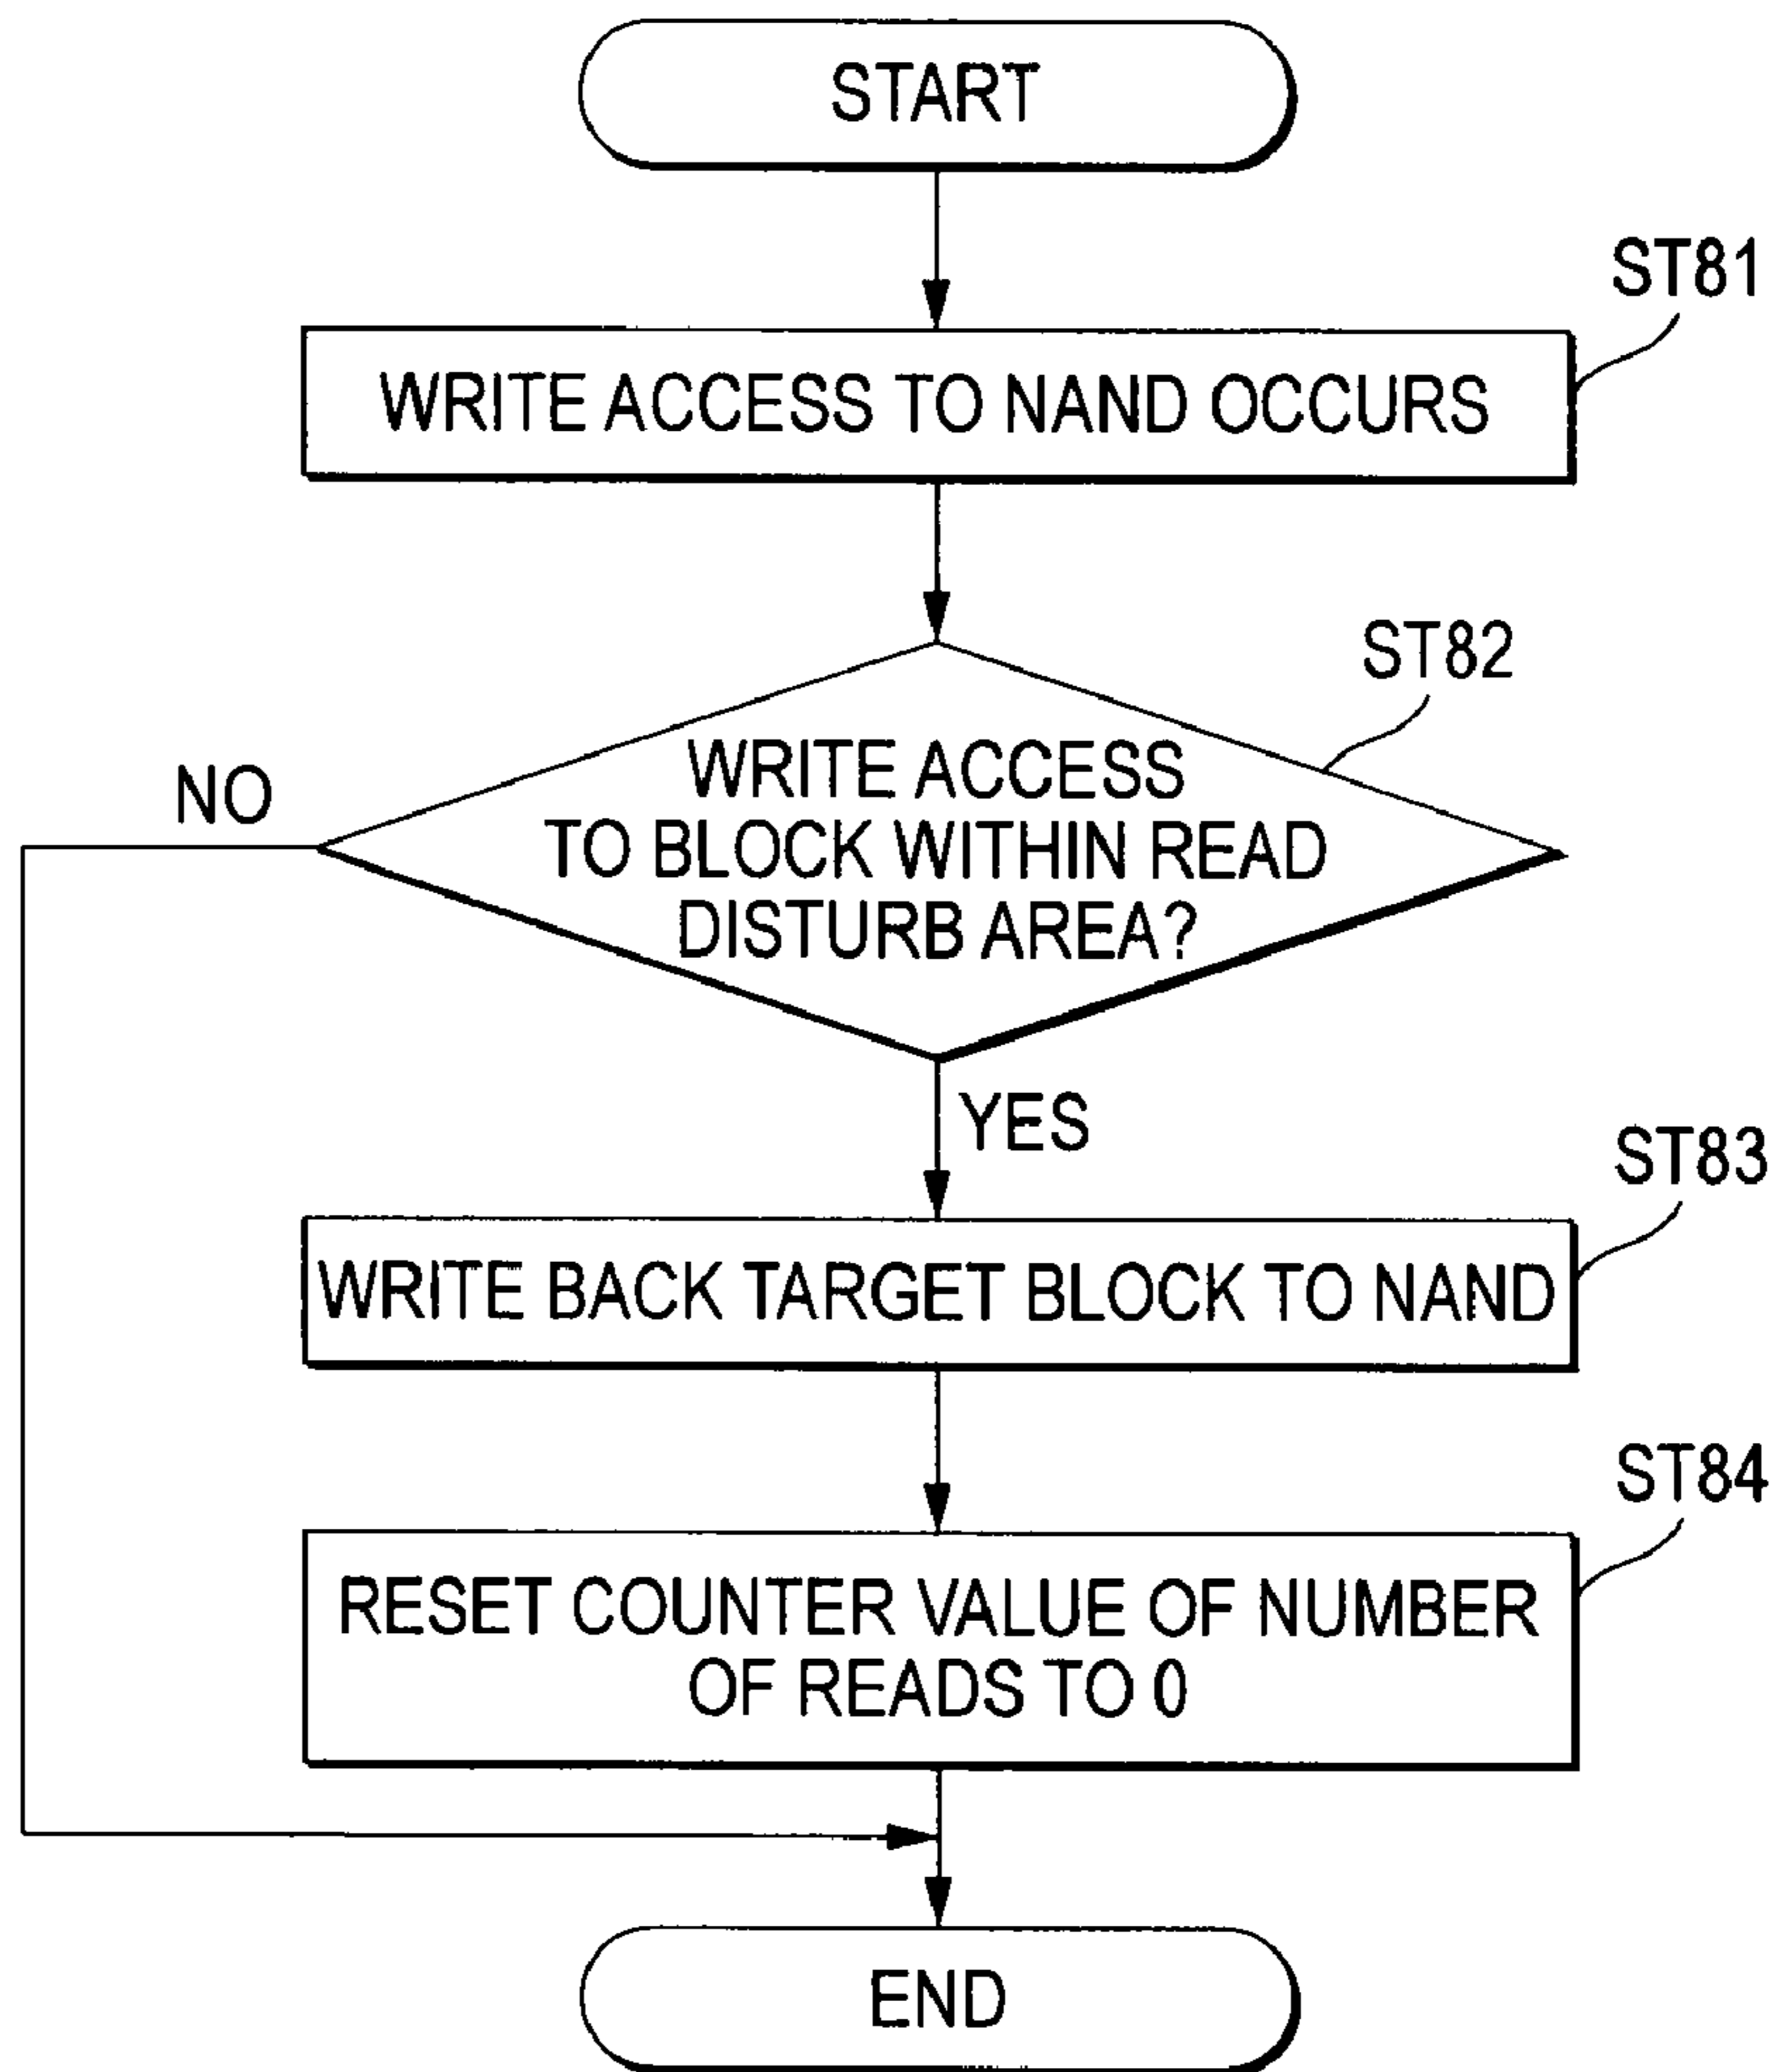 START
ST81
WRITE ACCESS TO NAND OCCURS
ST82
WRITE ACCESS
TO BLOCK WITHIN READ
DISTURB AREA?
NO
YES
ST83
WRITE BACK TARGET BLOCK TO NAND
ST84
RESET COUNTER VALUE OF NUMBER
OF READS TO 0
END